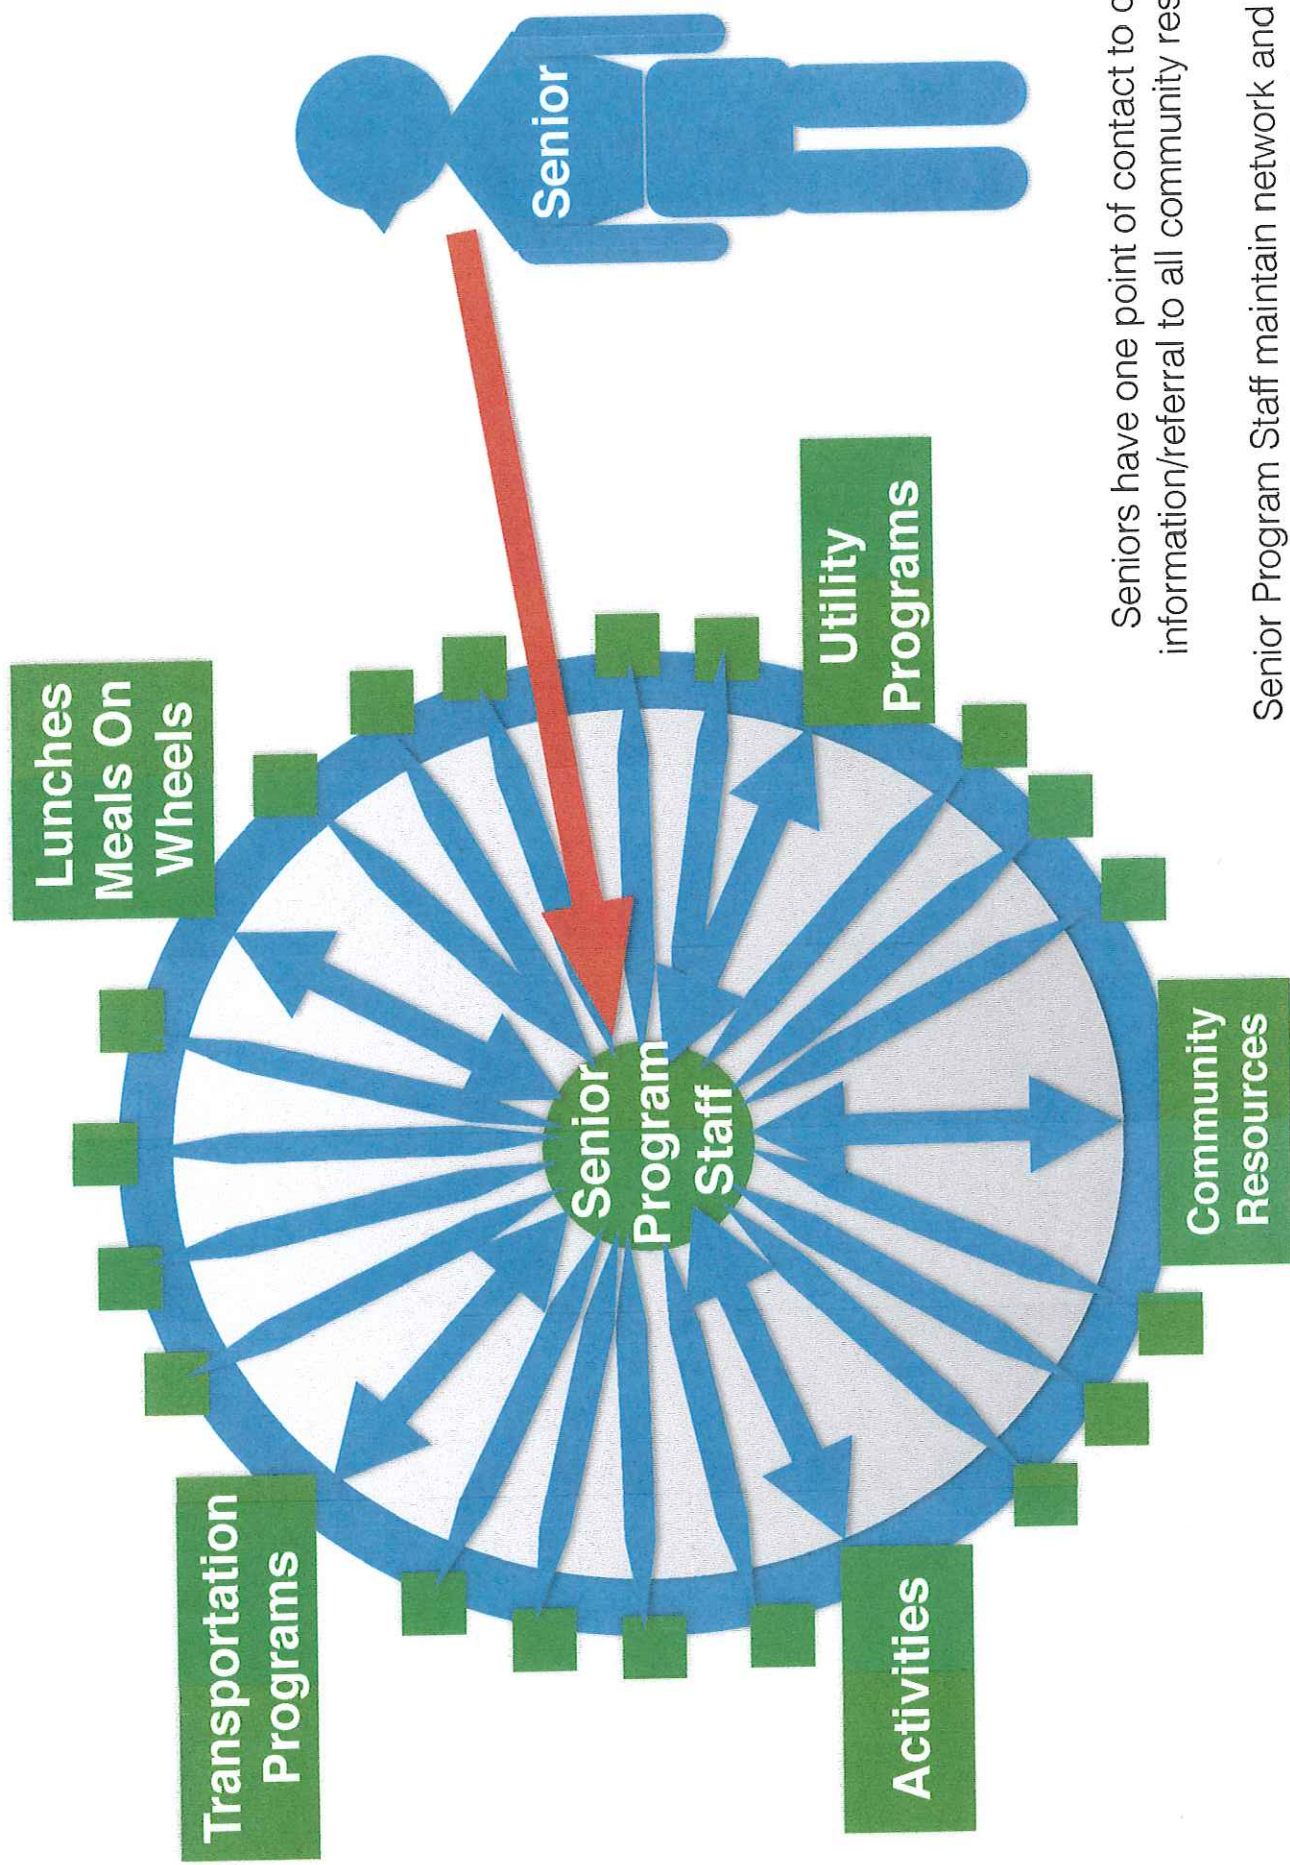 Transportation
Programs
Lunches
Meals On
Wheels
Senior
Senior
Program
Staff
Activities
Utility
Programs
Community
Resources
Seniors have one point of contact to
information/referral to all community res
Senior Program Staff maintain network and